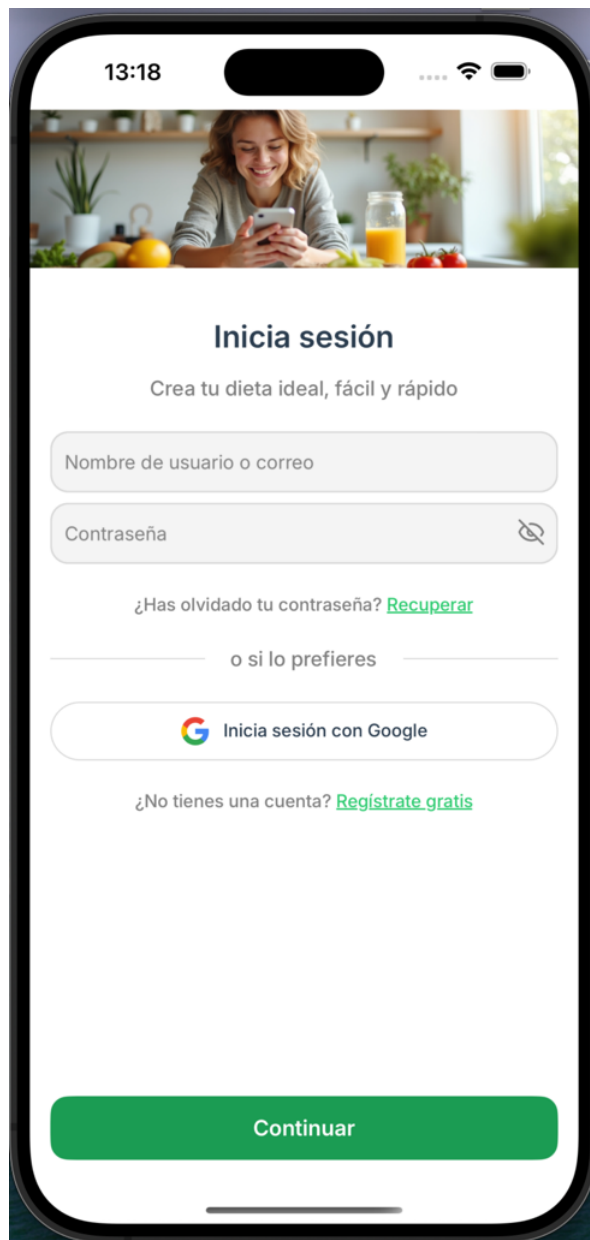 13:18
Inicia sesión
Crea tu dieta ideal, fácil y rápido
Nombre de usuario o correo
Contraseña
¿Has olvidado tu contraseña? Recuperar
o si lo prefieres
Inicia sesión con Google
¿No tienes una cuenta? Regístrate gratis
Continuar